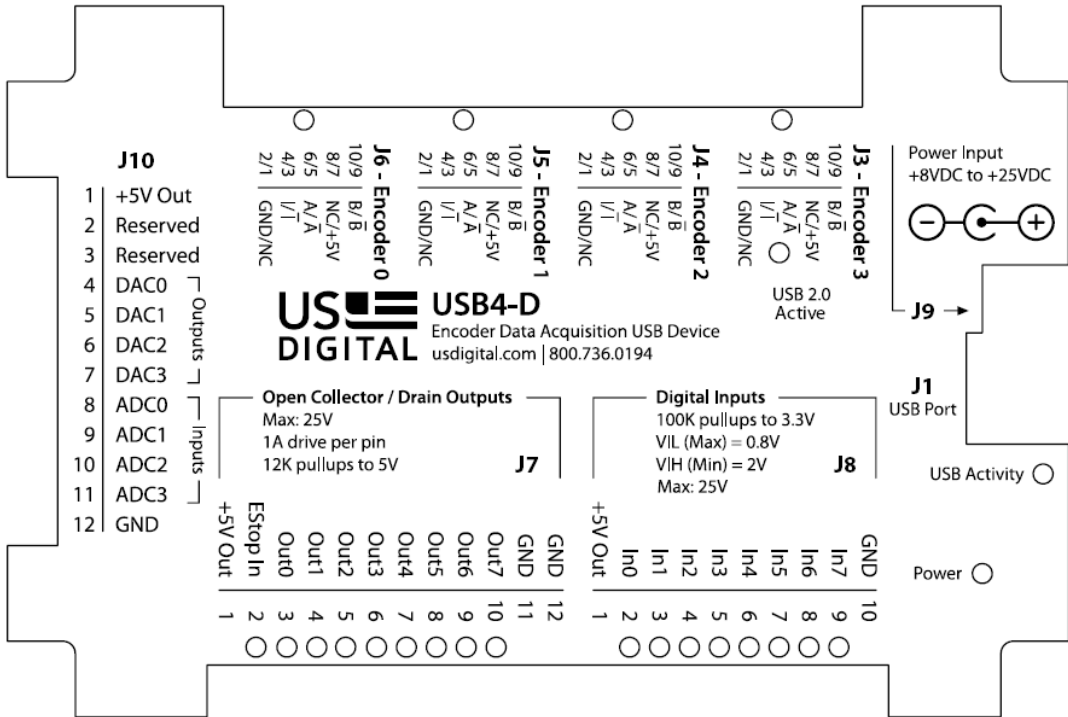 J10
1 +5V Out
2 Reserved
3 Reserved
4 DAC0
5 DAC1
6 DAC2
7 DAC3
Outputs
8 ADC0
9 ADC1
10 ADC2
11 ADC3
Inputs
12 GND
J6 - Encoder 0
10/9 B/B̅
8/7 NC/+5V
6/5 A/A̅
4/3 I/I̅
2/1 GND/NC
J5 - Encoder 1
10/9 B/B̅
8/7 NC/+5V
6/5 A/A̅
4/3 I/I̅
2/1 GND/NC
J4 - Encoder 2
10/9 B/B̅
8/7 NC/+5V
6/5 A/A̅
4/3 I/I̅
2/1 GND/NC
J3 - Encoder 3
10/9 B/B̅
8/7 NC/+5V
6/5 A/A̅
4/3 I/I̅
2/1 GND/NC
USB 2.0
Active
Power Input
+8VDC to +25VDC
J9
J1
USB Port
USB Activity
Power
US
DIGITAL
USB4-D
Encoder Data Acquisition USB Device
usdigital.com | 800.736.0194
Open Collector / Drain Outputs
Max: 25V
1A drive per pin
12K pullups to 5V
J7
+5V Out 1
EStop In 2
Out0 3
Out1 4
Out2 5
Out3 6
Out4 7
Out5 8
Out6 9
Out7 10
GND 11
GND 12
Digital Inputs
100K pullups to 3.3V
VIL (Max) = 0.8V
VIH (Min) = 2V
Max: 25V
J8
+5V Out 1
In0 2
In1 3
In2 4
In3 5
In4 6
In5 7
In6 8
In7 9
GND 10